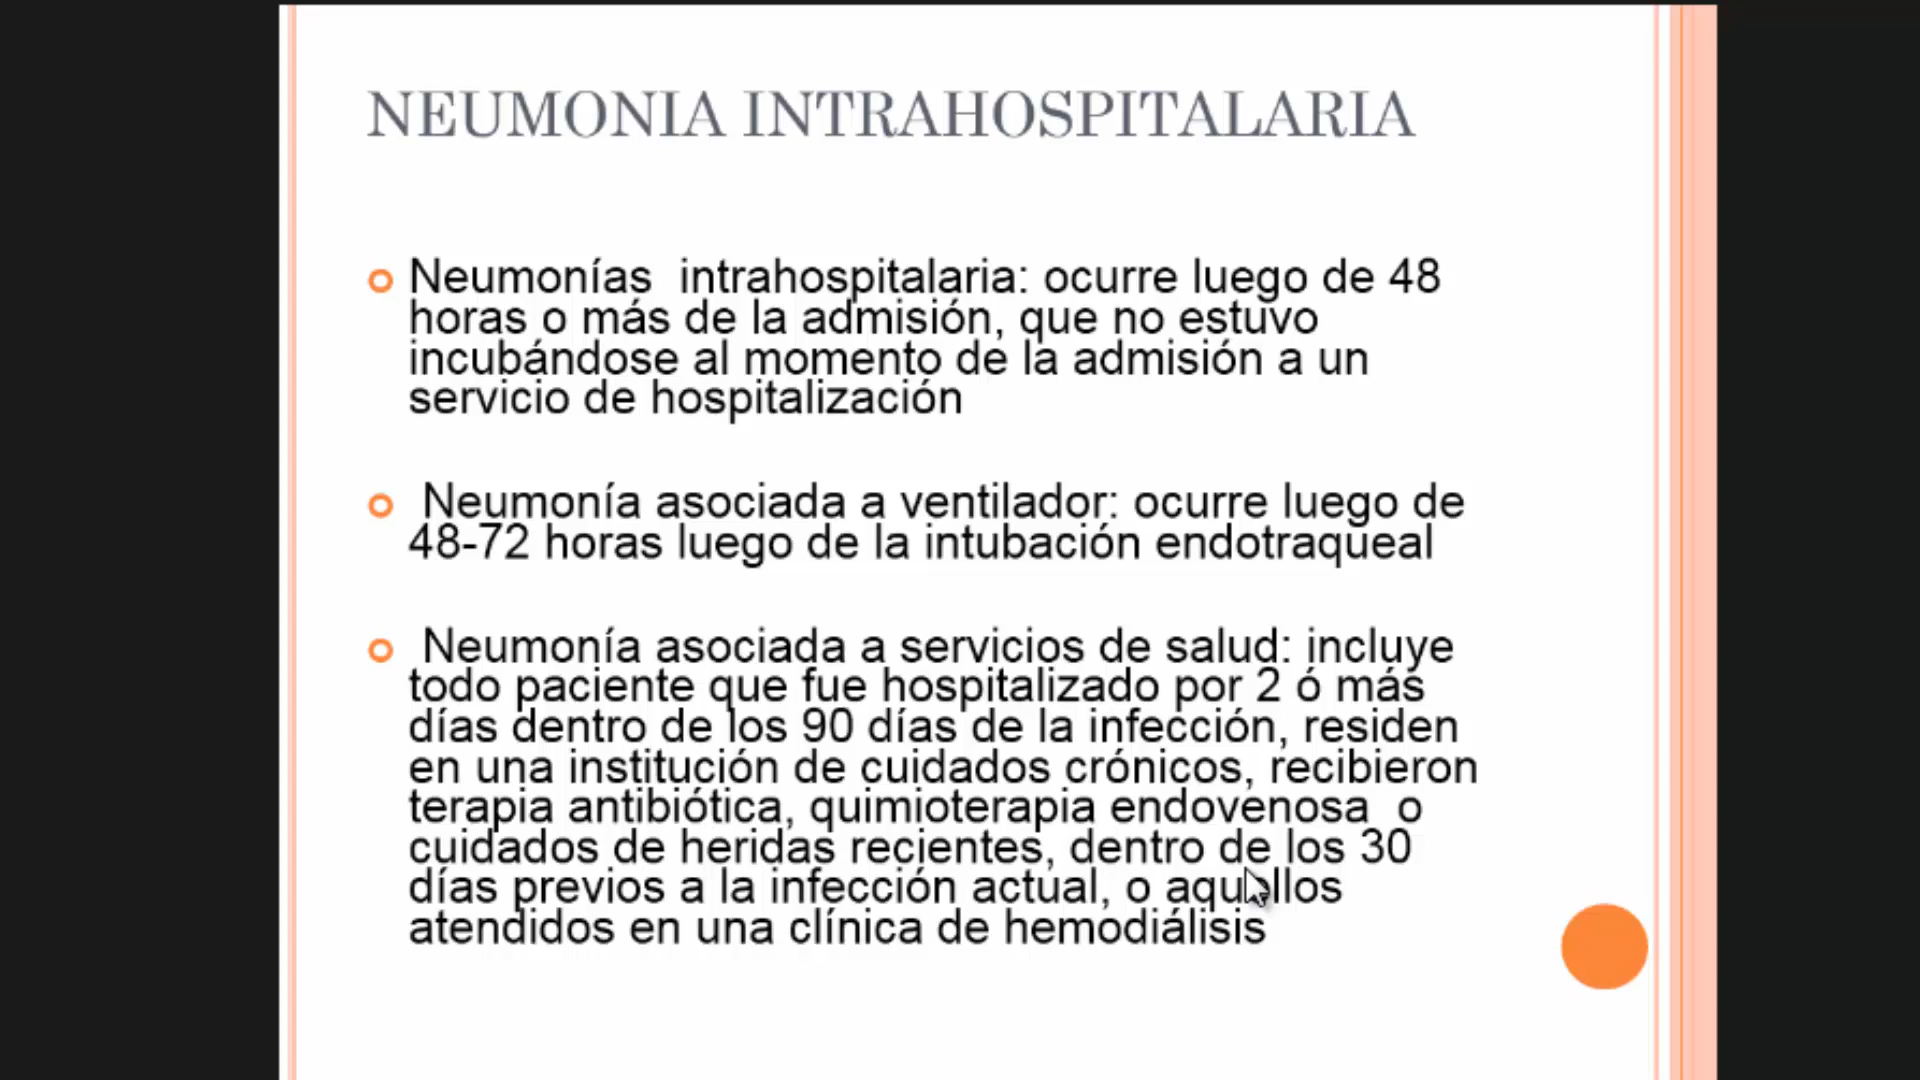 NEUMONIA INTRAHOSPITALARIA
Neumonías intrahospitalaria: ocurre luego de 48
horas o más de la admisión, que no estuvo
incubándose al momento de la admisión a un
servicio de hospitalización
Neumonía asociada a ventilador: ocurre luego de
48-72 horas luego de la intubación endotraqueal
Neumonía asociada a servicios de salud: incluye
todo paciente que fue hospitalizado por 2 ó más
días dentro de los 90 días de la infección, residen
en una institución de cuidados crónicos, recibieron
terapia antibiótica, quimioterapia endovenosa o
cuidados de heridas recientes, dentro de los 30
días previos a la infección actual, o aquellos
atendidos en una clínica de hemodiálisis